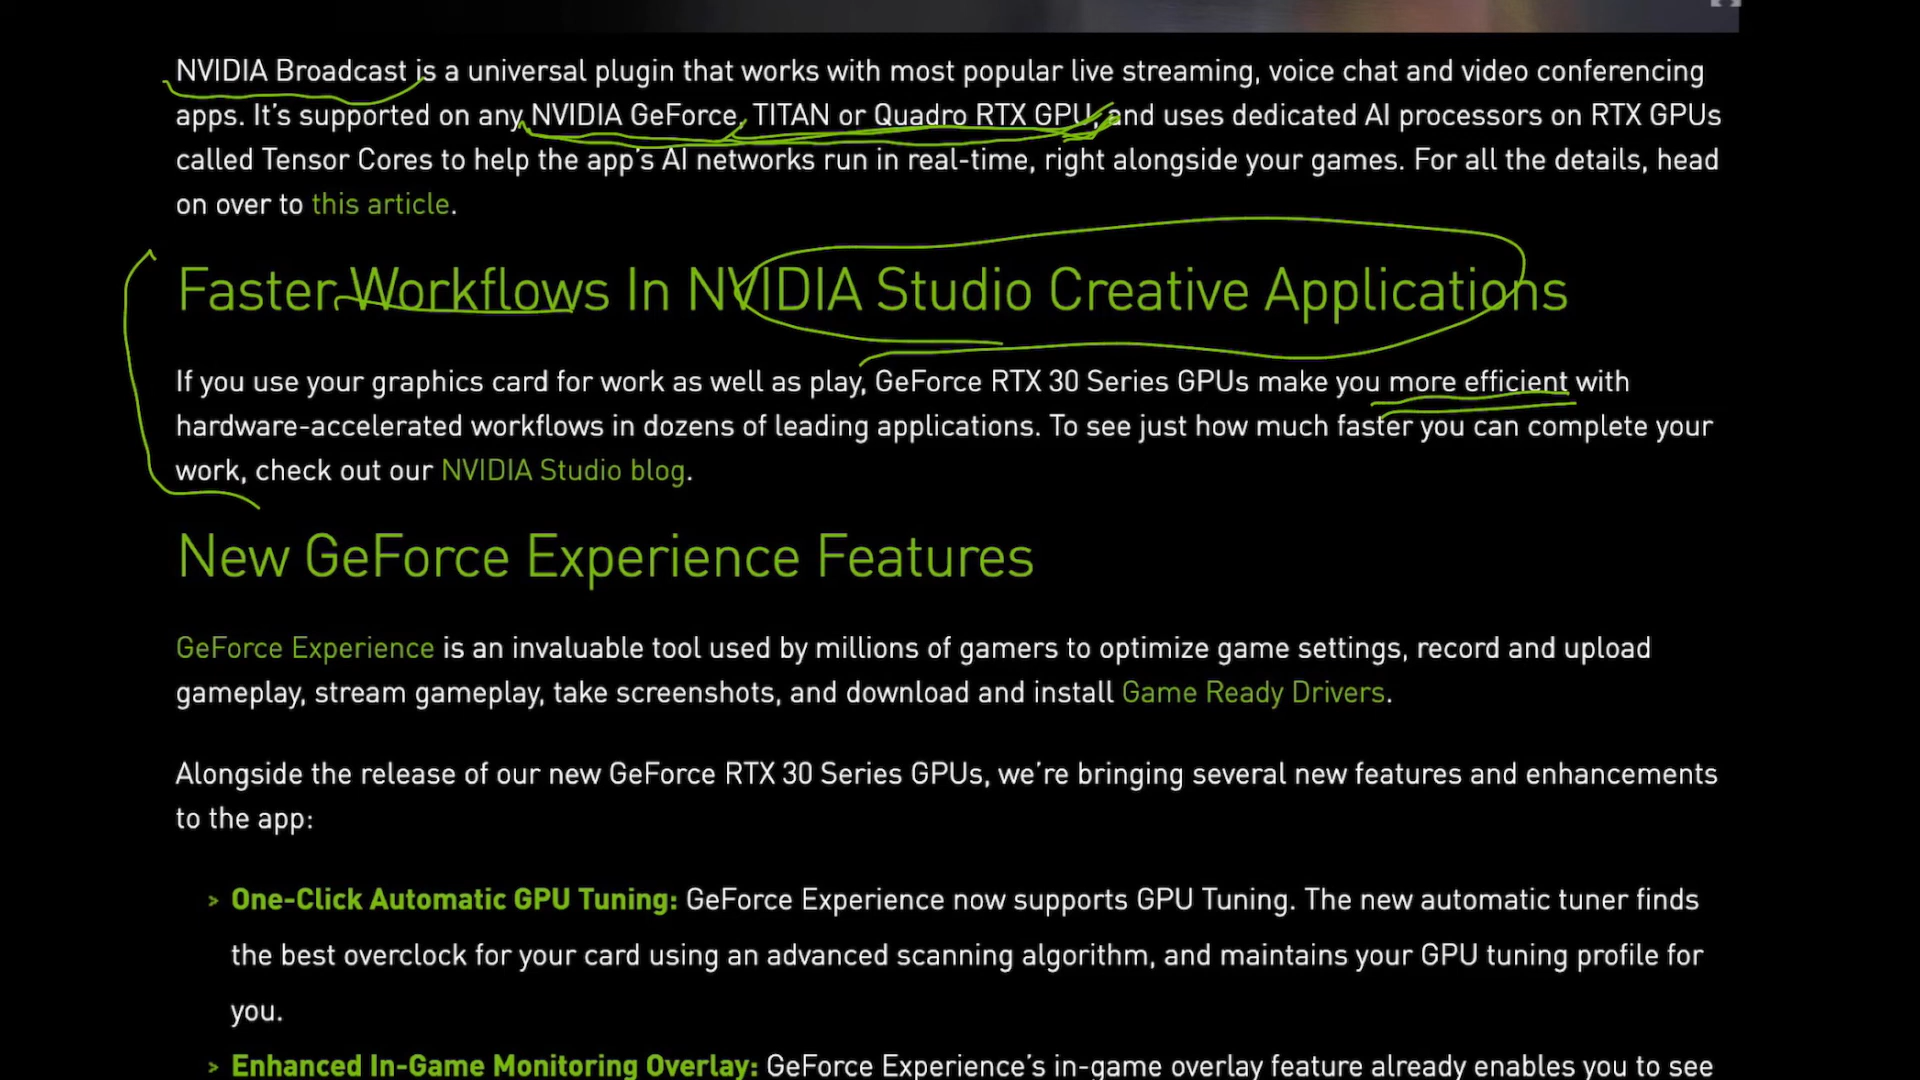 NVIDIA Broadcast is a universal plugin that works with most popular live streaming, voice chat and video conferencing
apps. It's supported on any NVIDIA GeForce, TITAN or Quadro RTX GPU, and uses dedicated AI processors on RTX GPUs
called Tensor Cores to help the app's AI networks run in real-time, right alongside your games. For all the details, head
on over to this article.
Faster Workflows In NVIDIA Studio Creative Applications
If you use your graphics card for work as well as play, GeForce RTX 30 Series GPUs make you more efficient with
hardware-accelerated workflows in dozens of leading applications. To see just how much faster you can complete your
work, check out our NVIDIA Studio blog.
New GeForce Experience Features
GeForce Experience is an invaluable tool used by millions of gamers to optimize game settings, record and upload
gameplay, stream gameplay, take screenshots, and download and install Game Ready Drivers.
Alongside the release of our new GeForce RTX 30 Series GPUs, we're bringing several new features and enhancements
to the app:
> One-Click Automatic GPU Tuning: GeForce Experience now supports GPU Tuning. The new automatic tuner finds
the best overclock for your card using an advanced scanning algorithm, and maintains your GPU tuning profile for
you.
> Enhanced In-Game Monitoring Overlay: GeForce Experience's in-game overlay feature already enables you to see